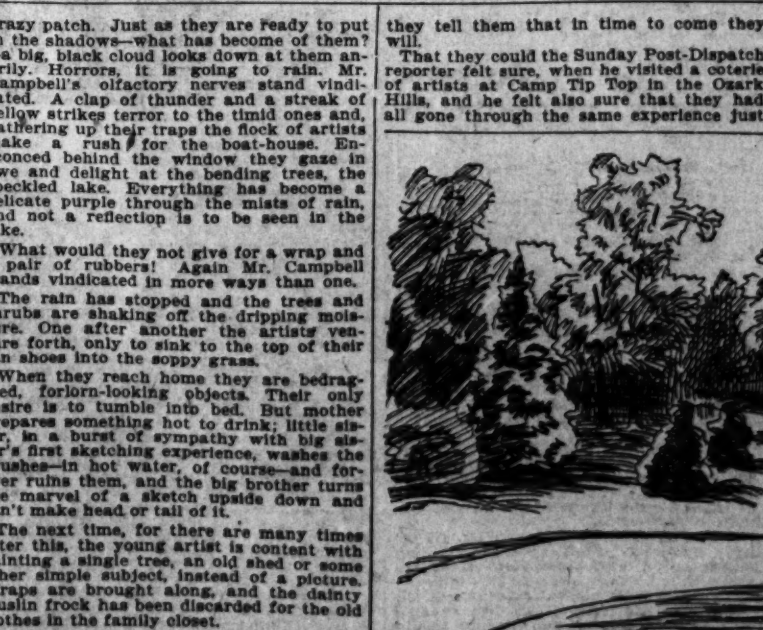 razy patch. Just as they are ready to put
the shadows—what has become of them?
a big, black cloud looks down at them an-
rily. Horrors, it is going to rain. Mr.
ampbell's olfactory nerves stand vindi-
ated. A clap of thunder and a streak of
ellow strikes terror to the timid ones and,
athering up their traps the flock of artists
ake a rush for the boat-house. En-
conced behind the window they gaze in
we and delight at the bending trees, the
peckled lake. Everything has become a
elicate purple through the mists of rain,
nd not a reflection is to be seen in the
ke.
What would they not give for a wrap and
pair of rubbers! Again Mr. Campbell
ands vindicated in more ways than one.
The rain has stopped and the trees and
rubs are shaking off the dripping mois-
re. One after another the artists ven-
re forth, only to sink to the top of their
n shoes into the soppy grass.
When they reach home they are bedrag-
ed, forlorn-looking objects. Their only
sire is to tumble into bed. But mother
epares something hot to drink; little sis-
r, in a burst of sympathy with big sis-
r's first sketching experience, washes the
ushes—in hot water, of course—and for-
er ruins them, and the big brother turns
e marvel of a sketch upside down and
n't make head or tail of it.
The next time, for there are many times
ter this, the young artist is content with
inting a single tree, an old shed or some
her simple subject, instead of a picture.
raps are brought along, and the dainty
uslin frock has been discarded for the old
othes in the family closet.
they tell them that in time to come they
will.
That they could the Sunday Post-Dispatch
reporter felt sure, when he visited a coterie
of artists at Camp Tip Top in the Ozark
Hills, and he felt also sure that they had
all gone through the same experience just